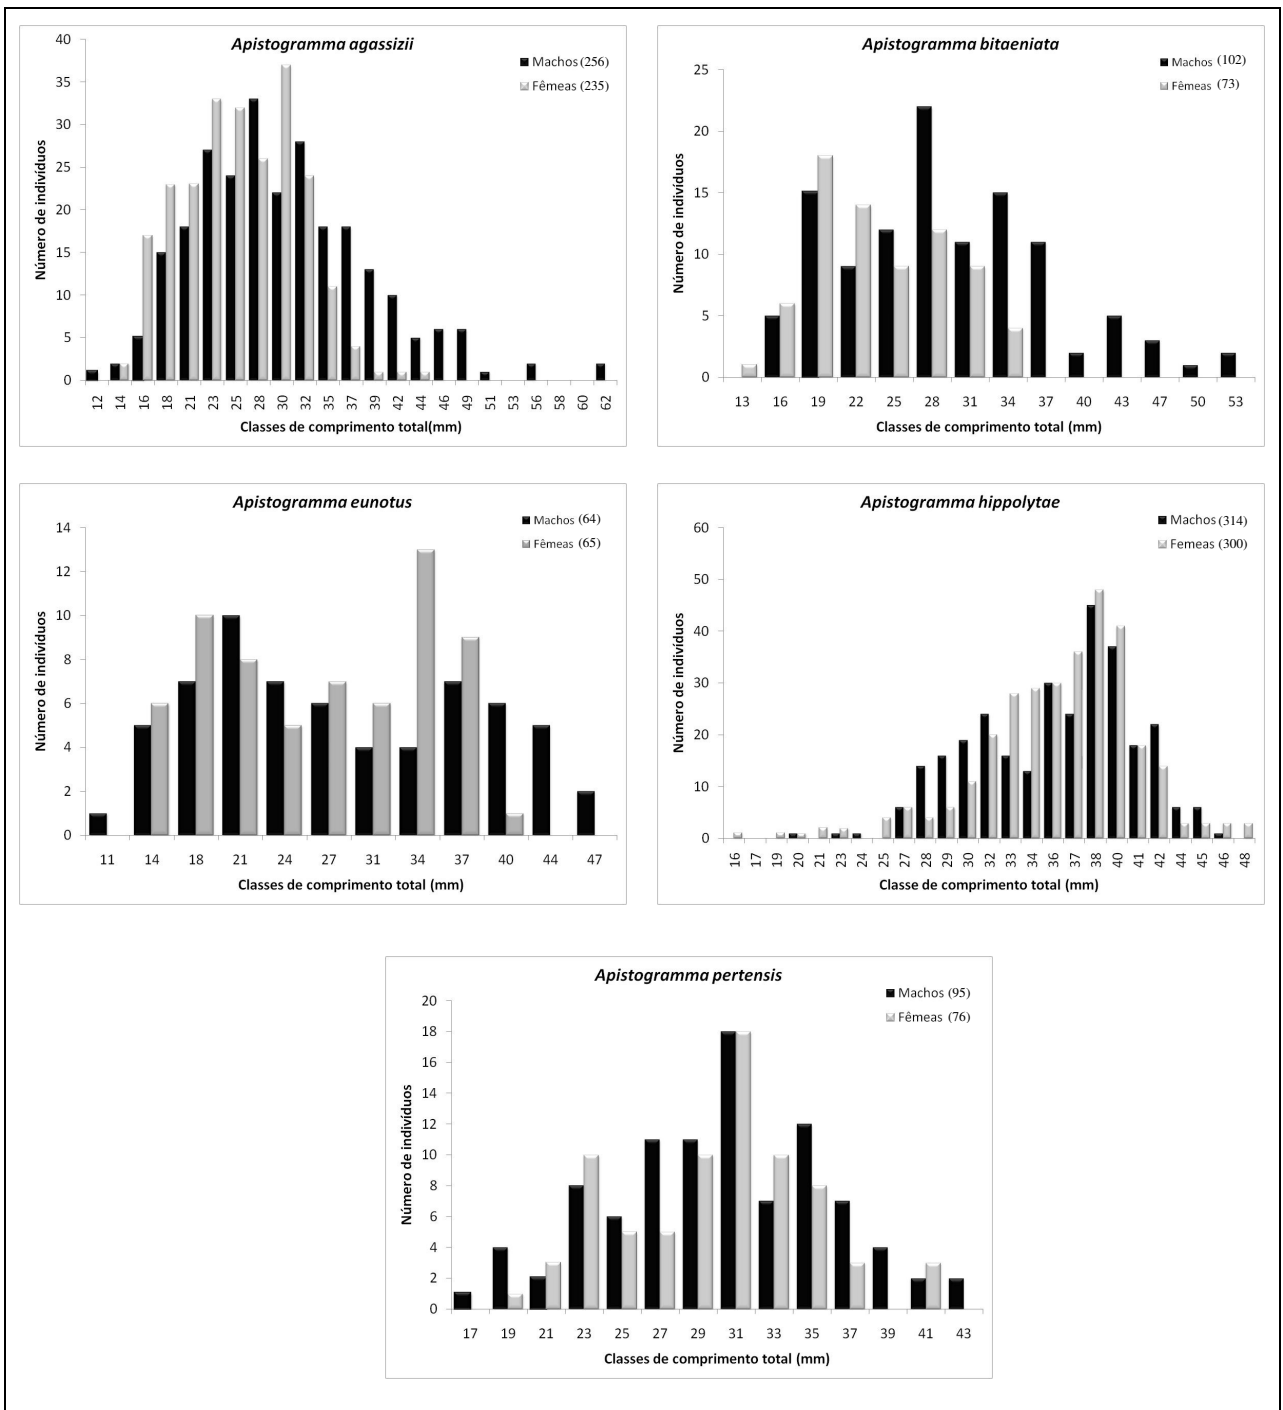 Apistogramma agassizii
Machos (256)
Fêmeas (235)
Número de indivíduos
40
35
30
25
20
15
10
5
0
12 14 16 18 21 23 25 28 30 32 35 37 39 42 44 46 49 51 53 56 58 60 62
Classes de comprimento total(mm)
Apistogramma bitaeniata
Machos (102)
Fêmeas (73)
Número de indivíduos
25
20
15
10
5
0
13 16 19 22 25 28 31 34 37 40 43 47 50 53
Classes de comprimento total (mm)
Apistogramma eunotus
Machos (64)
Fêmeas (65)
Número de indivíduos
14
12
10
8
6
4
2
0
11 14 18 21 24 27 31 34 37 40 44 47
Classes de comprimento total (mm)
Apistogramma hippolytae
Machos (314)
Femeas (300)
Número de indivíduos
60
50
40
30
20
10
0
16 17 19 20 21 23 24 25 27 28 29 30 32 33 34 36 37 38 40 41 42 44 45 46 48
Classe de comprimento total (mm)
Apistogramma pertensis
Machos (95)
Fêmeas (76)
Número de indivíduos
20
18
16
14
12
10
8
6
4
2
0
17 19 21 23 25 27 29 31 33 35 37 39 41 43
Classes de comprimento total (mm)